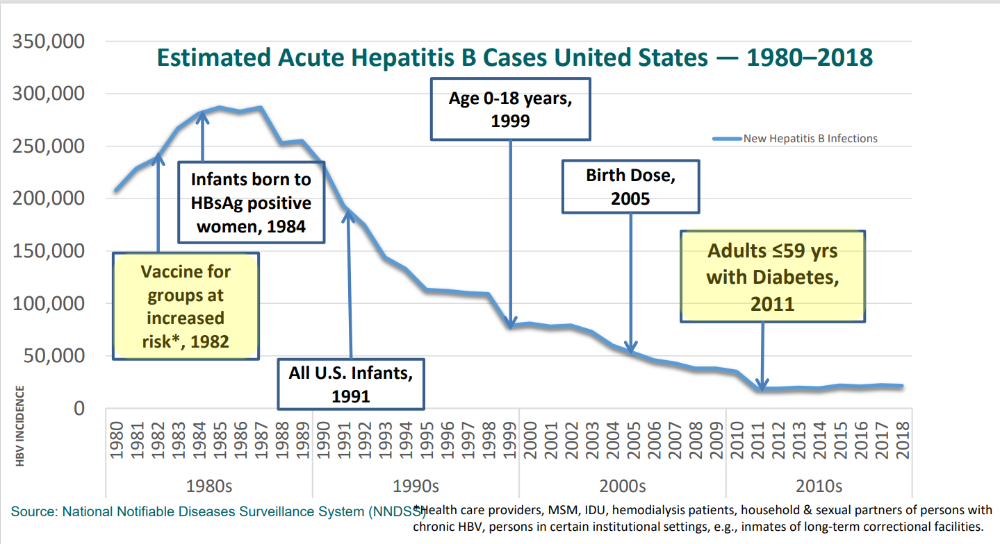 Estimated Acute Hepatitis B Cases United States — 1980–2018
350,000
300,000
250,000
200,000
150,000
100,000
50,000
0
HBV INCIDENCE
New Hepatitis B Infections
Vaccine for
groups at
increased
risk*, 1982
Infants born to
HBsAg positive
women, 1984
All U.S. Infants,
1991
Age 0-18 years,
1999
Birth Dose,
2005
Adults ≤59 yrs
with Diabetes,
2011
1980
1981
1982
1983
1984
1985
1986
1987
1988
1989
1990
1991
1992
1993
1994
1995
1996
1997
1998
1999
2000
2001
2002
2003
2004
2005
2006
2007
2008
2009
2010
2011
2012
2013
2014
2015
2016
2017
2018
1980s
1990s
2000s
2010s
Source: National Notifiable Diseases Surveillance System (NNDSS)
*Health care providers, MSM, IDU, hemodialysis patients, household & sexual partners of persons with
chronic HBV, persons in certain institutional settings, e.g., inmates of long-term correctional facilities.